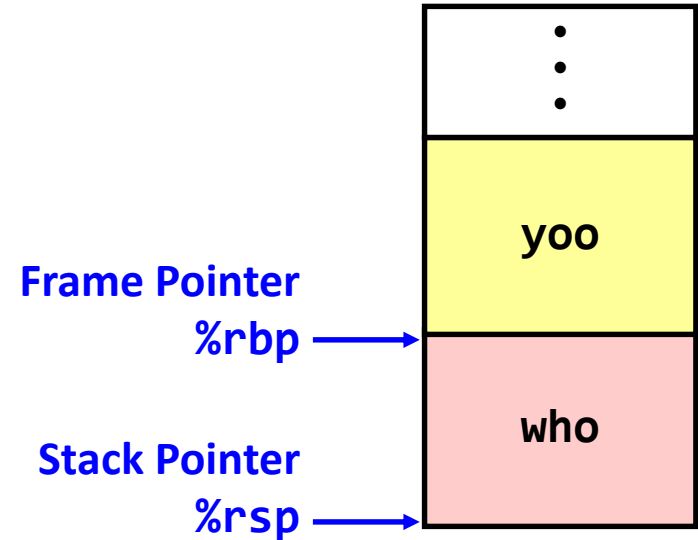 yoo
Frame Pointer
%rbp
who
Stack Pointer
%rsp